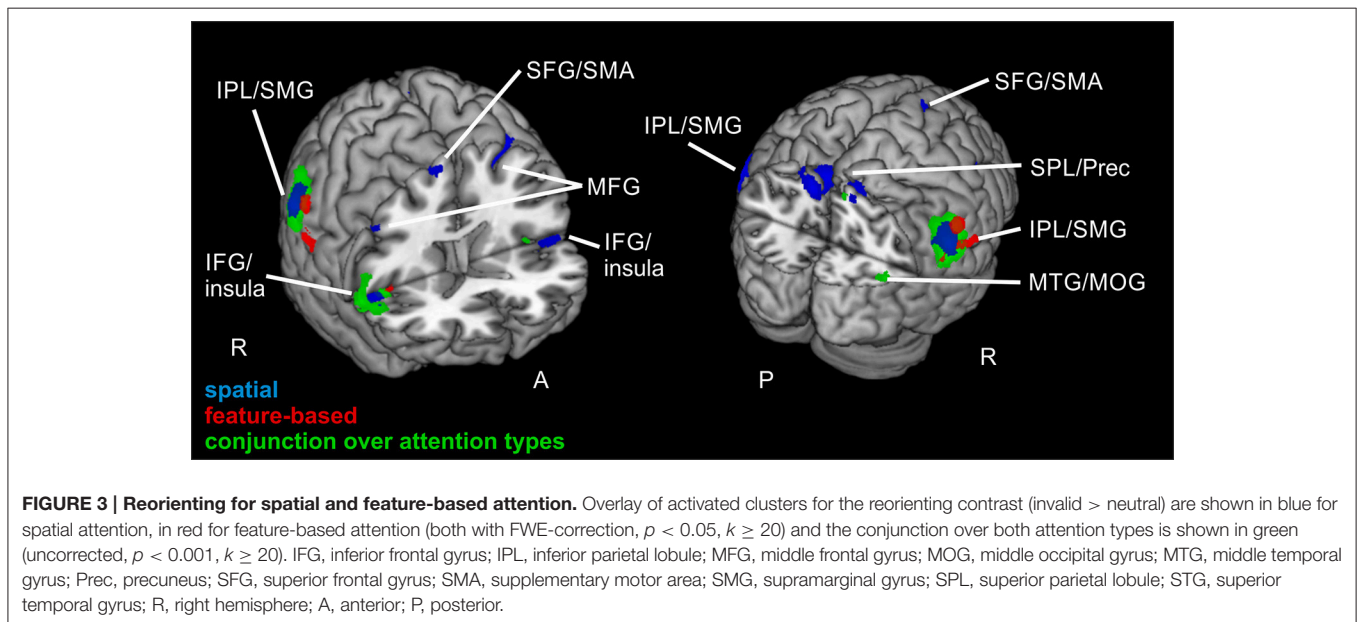 SFG/SMA
IPL/SMG
MFG
IFG/
insula
IFG/
insula
R
A
spatial
feature-based
conjunction over attention types
SFG/SMA
IPL/SMG
SPL/Prec
IPL/SMG
MTG/MOG
R
P
FIGURE 3 | Reorienting for spatial and feature-based attention. Overlay of activated clusters for the reorienting contrast (invalid > neutral) are shown in blue for
spatial attention, in red for feature-based attention (both with FWE-correction, p < 0.05, k ≥ 20) and the conjunction over both attention types is shown in green
(uncorrected, p < 0.001, k ≥ 20). IFG, inferior frontal gyrus; IPL, inferior parietal lobule; MFG, middle frontal gyrus; MOG, middle occipital gyrus; MTG, middle temporal
gyrus; Prec, precuneus; SFG, superior frontal gyrus; SMA, supplementary motor area; SMG, supramarginal gyrus; SPL, superior parietal lobule; STG, superior
temporal gyrus; R, right hemisphere; A, anterior; P, posterior.